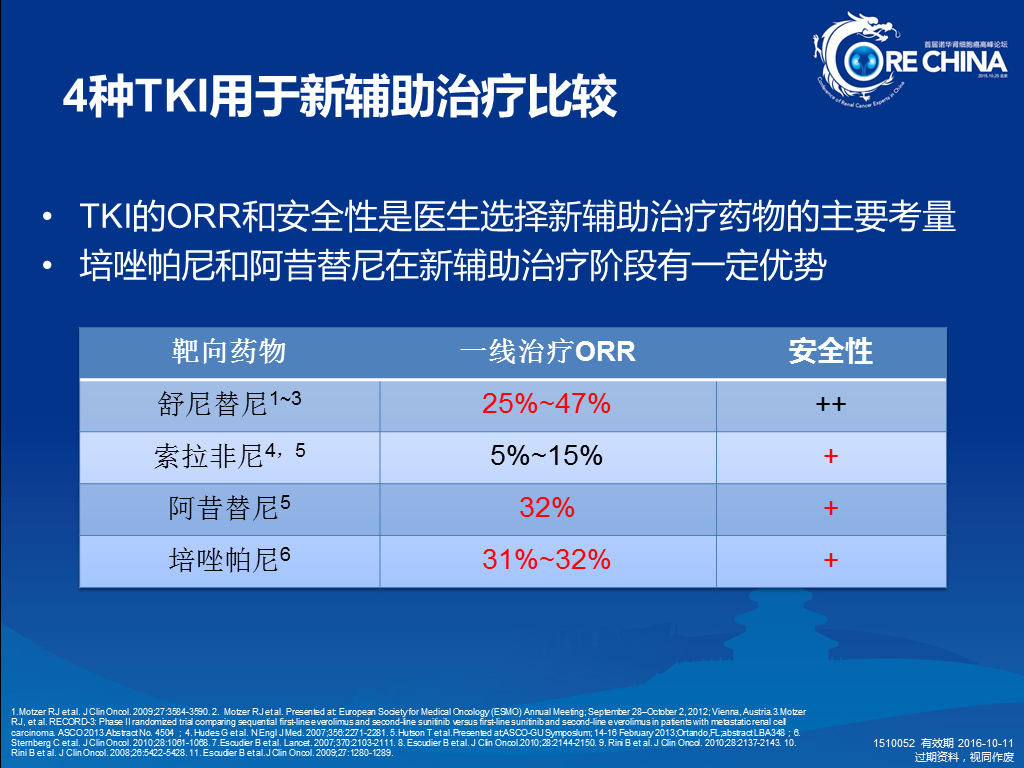 首届诺华肾细胞癌高峰论坛
CORE CHINA
2015.10.25 北京
Conference of Renal Cancer Experts in China
4种TKI用于新辅助治疗比较
• TKI的ORR和安全性是医生选择新辅助治疗药物的主要考量
• 培唑帕尼和阿昔替尼在新辅助治疗阶段有一定优势
靶向药物 一线治疗ORR 安全性
舒尼替尼1~3 25%~47% ++
索拉非尼4，5 5%~15% +
阿昔替尼5 32% +
培唑帕尼6 31%~32% +
1.Motzer RJ et al. J Clin Oncol. 2009;27:3584-3590. 2. Motzer RJ et al. Presented at: European Society for Medical Oncology (ESMO) Annual Meeting; September 28–October 2, 2012; Vienna, Austria.3.Motzer
RJ, et al. RECORD-3: Phase II randomized trial comparing sequential first-line everolimus and second-line sunitinib versus first-line sunitinib and second-line everolimus in patients with metastatic renal cell
carcinoma. ASCO 2013.Abstract No. 4504 ；4. Hudes G et al. N Engl J Med. 2007;356:2271-2281. 5. Hutson T et al.Presented at;ASCO-GU Symposium; 14-16 February 2013;Orlando,FL;abstract LBA348；6.
Sternberg C et al. J Clin Oncol. 2010;28:1061-1068. 7. Escudier B et al. Lancet. 2007;370:2103-2111. 8. Escudier B et al. J Clin Oncol.2010;28:2144-2150. 9. Rini B et al. J Clin Oncol. 2010;28:2137-2143. 10.
Rini B et al. J Clin Oncol. 2008;26:5422-5428. 11. Escudier B et al.J Clin Oncol. 2009;27:1280-1289.
1510052 有效期 2016-10-11
过期资料，视同作废